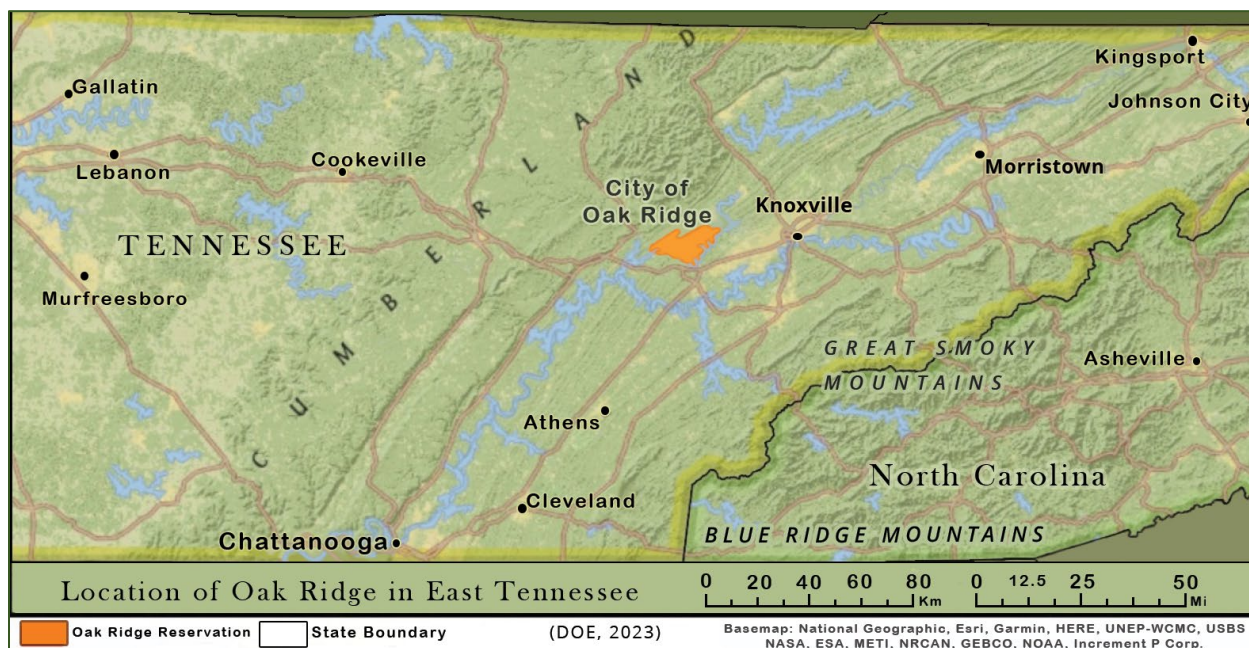 Gallatin
Lebanon
Cookeville
TENNESSEE
Murfreesboro
CUMBERLAND
City of
Oak Ridge
Knoxville
Kingsport
Johnson City
Morristown
GREAT SMOKY
MOUNTAINS
Asheville
Athens
Cleveland
Chattanooga
North Carolina
BLUE RIDGE MOUNTAINS
Location of Oak Ridge in East Tennessee
0 20 40 60 80
Km
0 12.5 25 50
Mi
Oak Ridge Reservation
State Boundary
(DOE, 2023)
Basemap: National Geographic, Esri, Garmin, HERE, UNEP-WCMC, USBS
NASA, ESA, METI, NRCAN, GEBCO, NOAA, Increment P Corp.